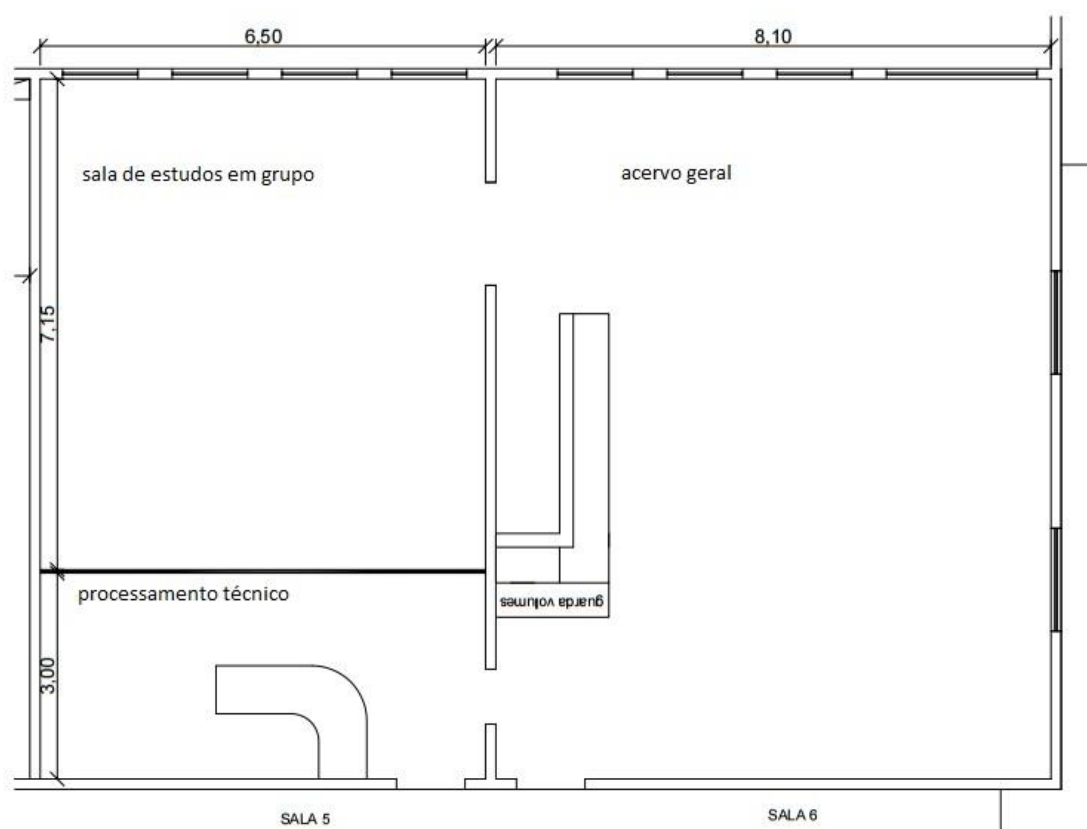 6,50
8,10
sala de estudos em grupo
acervo geral
7,15
processamento técnico
guarda volumes
3,00
SALA 5
SALA 6